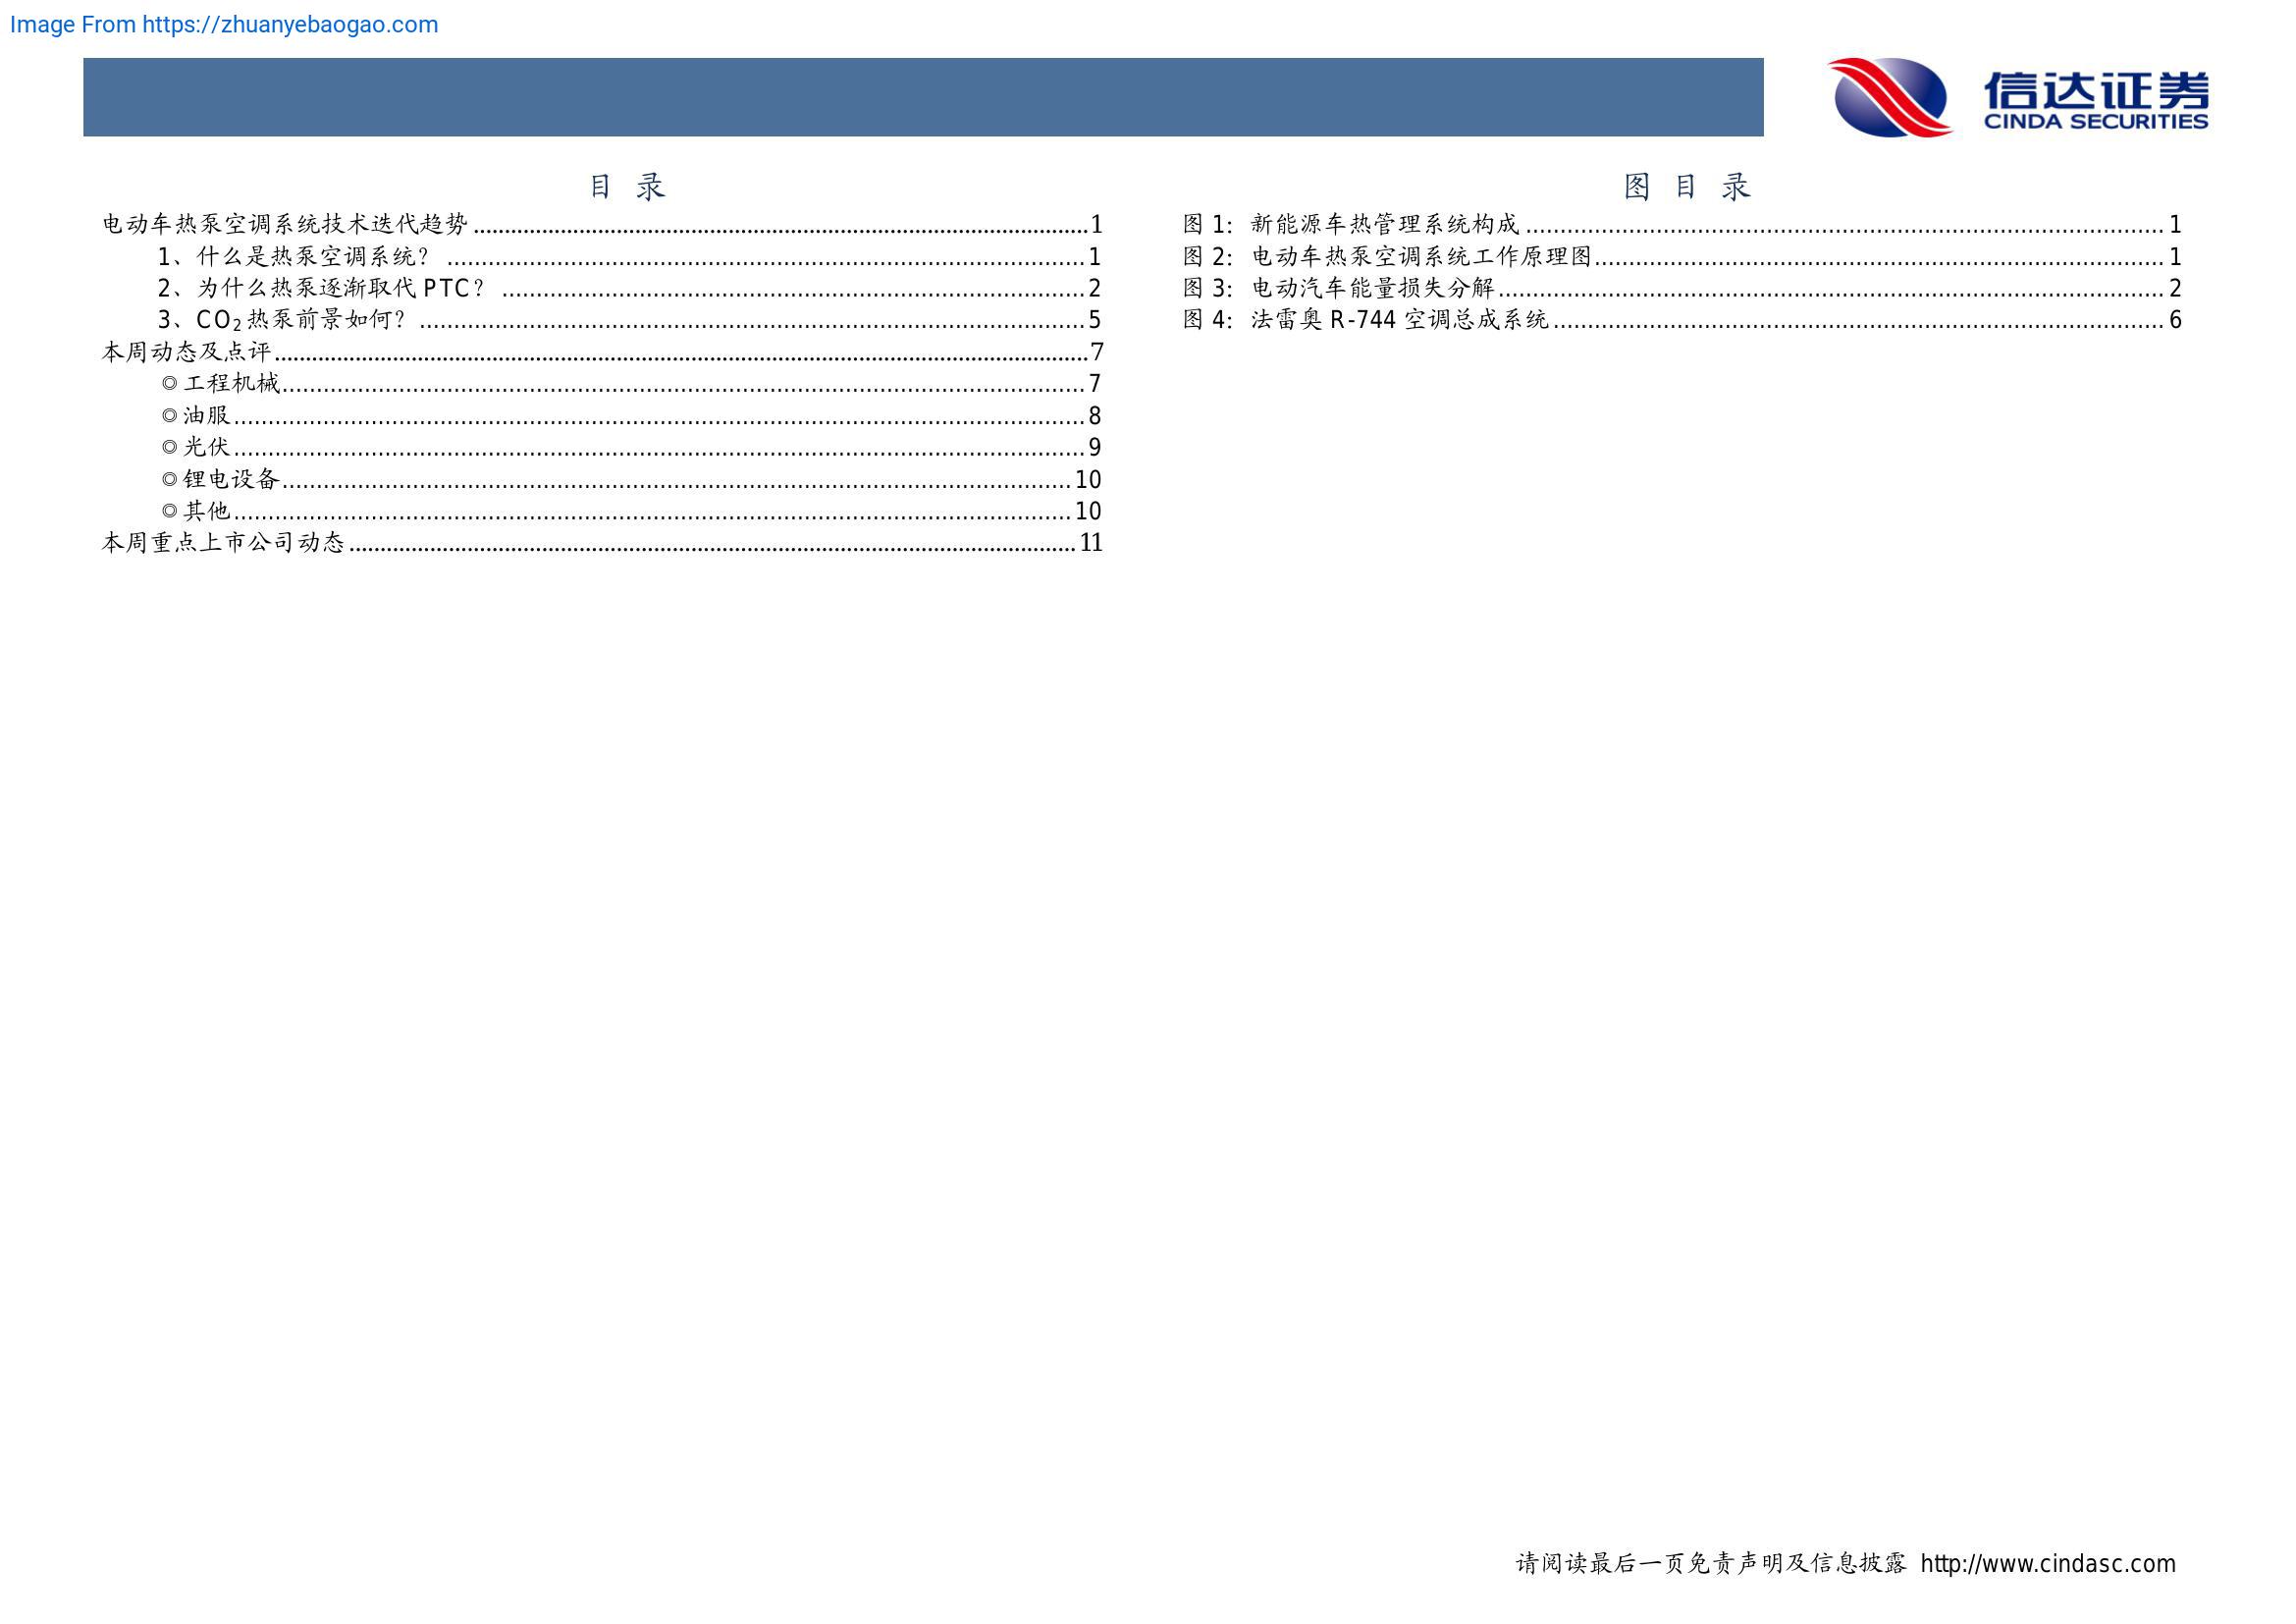 Image From https://zhuanyebaogao.com
信达证券
CINDA SECURITIES
目 录
电动车热泵空调系统技术迭代趋势 ........................................ 1
1、什么是热泵空调系统? ........................................ 1
2、为什么热泵逐渐取代 PTC? ........................................ 2
3、CO₂ 热泵前景如何? ........................................ 5
本周动态及点评 ........................................ 7
◎工程机械 ........................................ 7
◎油服 ........................................ 8
◎光伏 ........................................ 9
◎锂电设备 ........................................ 10
◎其他 ........................................ 10
本周重点上市公司动态 ........................................ 11
图 目 录
图 1: 新能源车热管理系统构成 ........................................ 1
图 2: 电动车热泵空调系统工作原理图 ........................................ 1
图 3: 电动汽车能量损失分解 ........................................ 2
图 4: 法雷奥 R-744 空调总成系统 ........................................ 6
请阅读最后一页免责声明及信息披露 http://www.cindasc.com